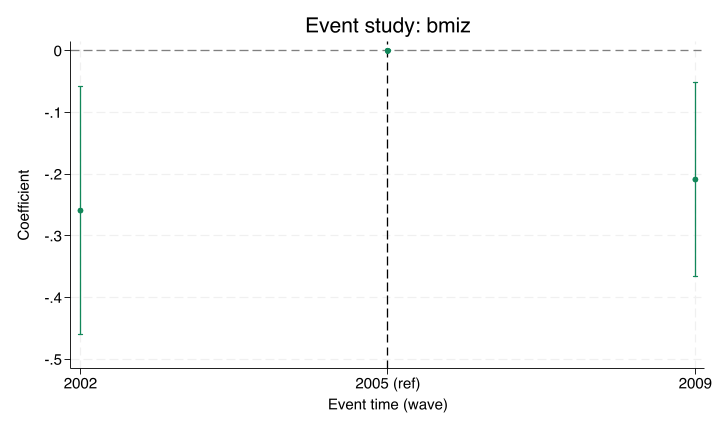 Event study: bmiz
0
-.1
-.2
-.3
-.4
-.5
Coefficient
2002
2005 (ref)
2009
Event time (wave)